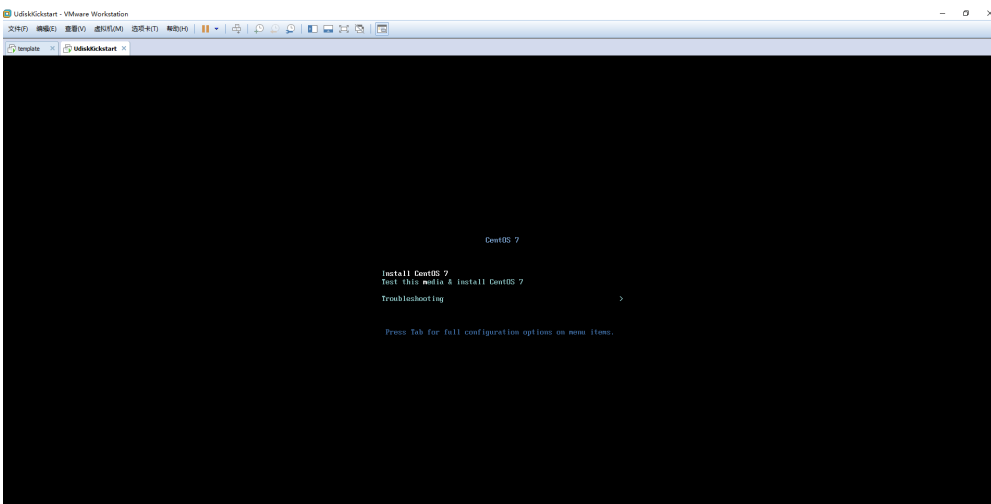 UdiskKickstart - VMware Workstation
文件(F) 编辑(E) 查看(V) 虚拟机(M) 选项卡(T) 帮助(H)
template UdiskKickstart
CentOS 7
Install CentOS 7
Test this media & install CentOS 7
Troubleshooting >
Press Tab for full configuration options on menu items.